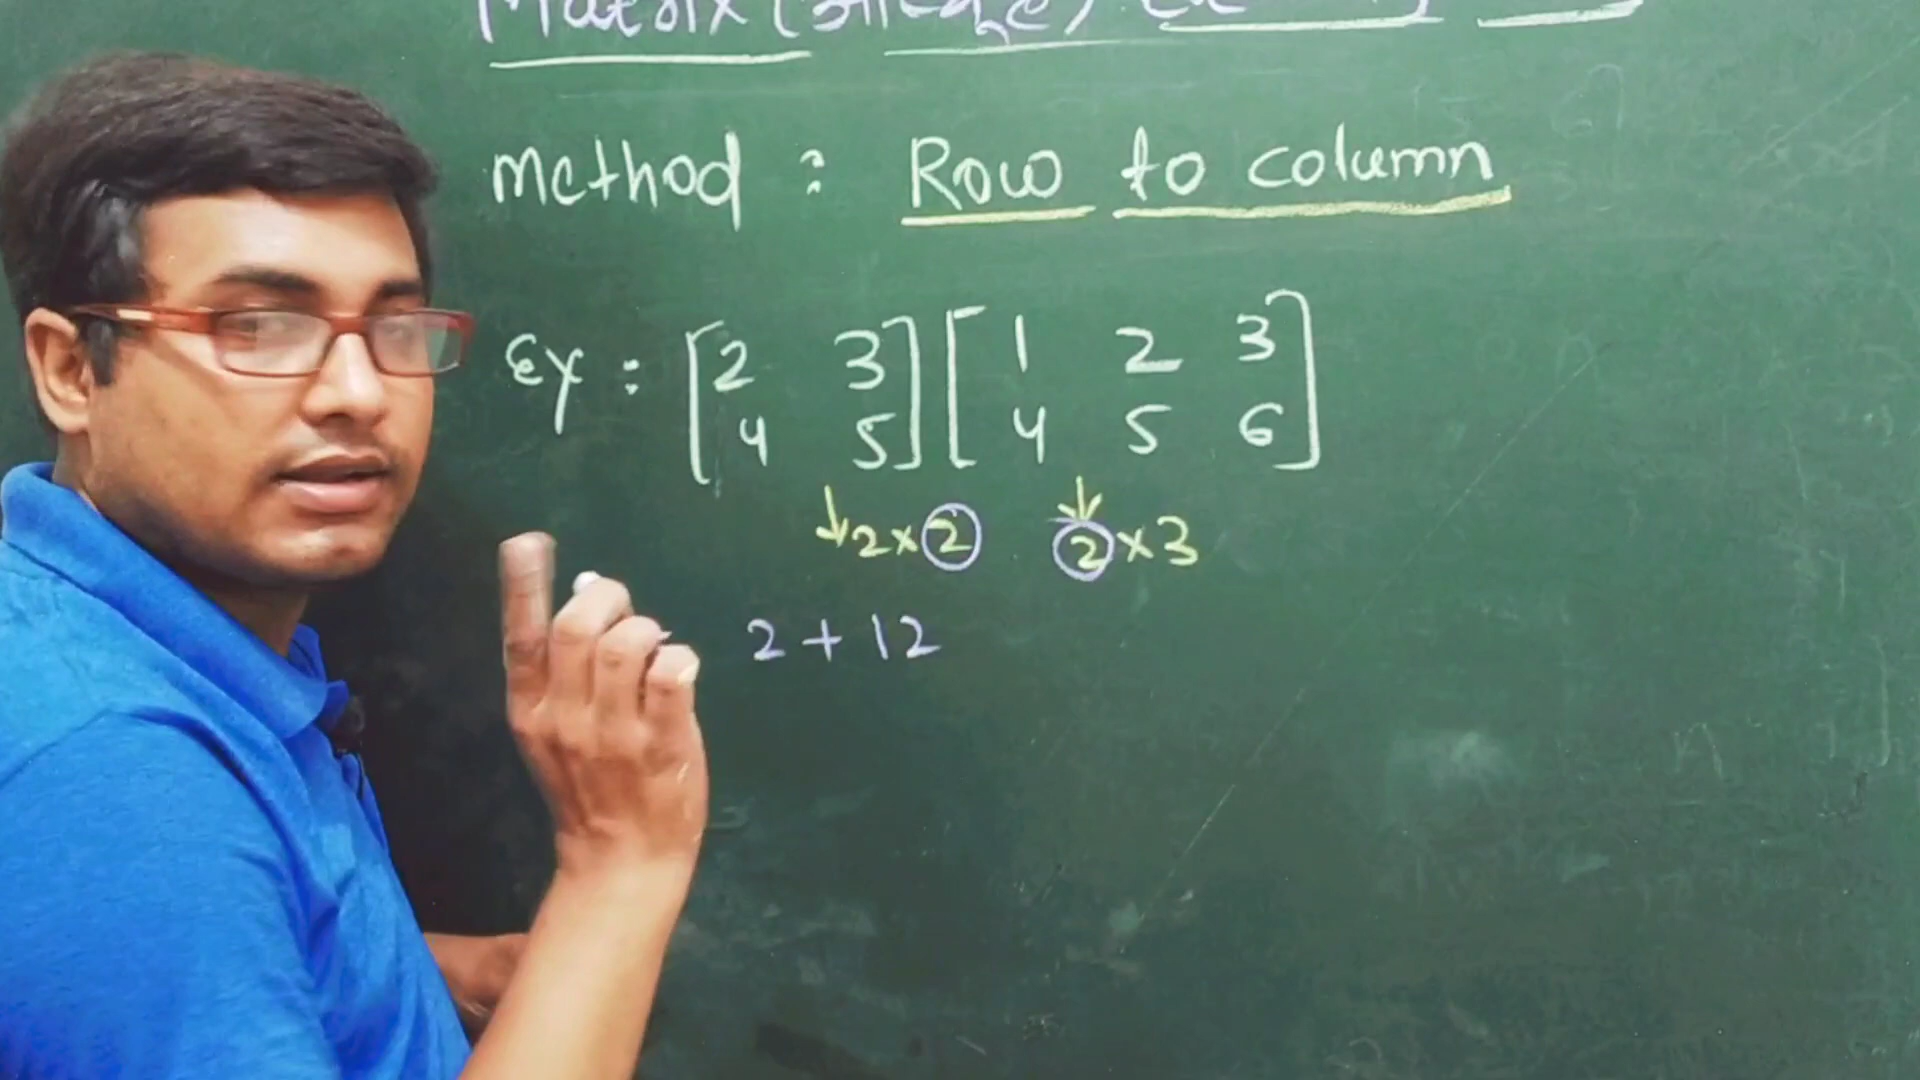 Matrix
Method : Row to column
Ex : [2 3] [1 2 3]
[4 5] [4 5 6]
↓2×2 ↓2×3
2+12